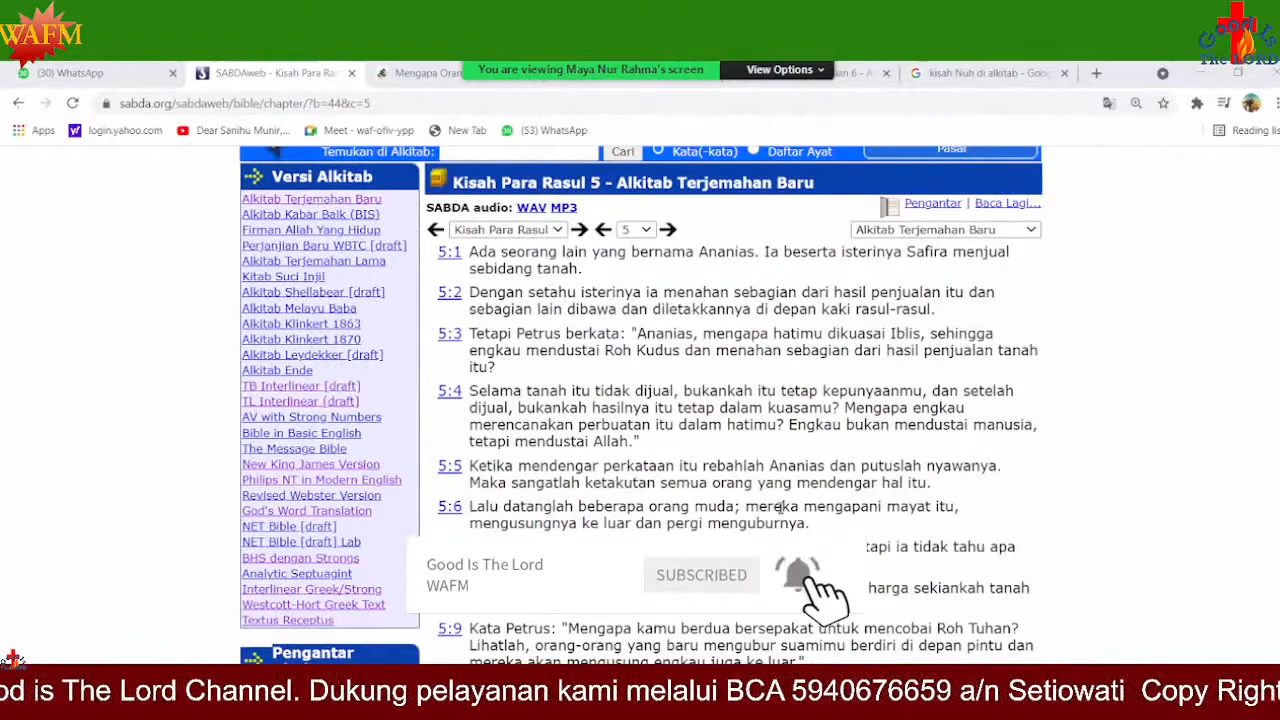 WAFM
Good Is
The LORD
(30) WhatsApp
SABDAweb - Kisah Para Ra
Mengapa Oran
You are viewing Maya Nur Rahma's screen
View Options
an 6 - A
kisah Nuh di alkitab - Goo
sabda.org/sabdaweb/bible/chapter/?b=44&c=5
Apps
login.yahoo.com
Dear Sanihu Munir,...
Meet - waf-ofiv-ypp
New Tab
(53) WhatsApp
Reading lis
Temukan di Alkitab:
Cari
Kata(-kata)
Daftar Ayat
Pasal
Versi Alkitab
Alkitab Terjemahan Baru
Alkitab Kabar Baik (BIS)
Firman Allah Yang Hidup
Perjanjian Baru WBTC [draft]
Alkitab Terjemahan Lama
Kitab Suci Injil
Alkitab Shellabear [draft]
Alkitab Melayu Baba
Alkitab Klinkert 1863
Alkitab Klinkert 1870
Alkitab Leydekker [draft]
Alkitab Ende
TB Interlinear [draft]
TL Interlinear [draft]
AV with Strong Numbers
Bible in Basic English
The Message Bible
New King James Version
Philips NT in Modern English
Revised Webster Version
God's Word Translation
NET Bible [draft]
NET Bible [draft] Lab
BHS dengan Strongs
Analytic Septuagint
Interlinear Greek/Strong
Westcott-Hort Greek Text
Textus Receptus
Pengantar
Kisah Para Rasul 5 - Alkitab Terjemahan Baru
SABDA audio: WAV MP3
Pengantar | Baca Lagi...
Kisah Para Rasul
5
Alkitab Terjemahan Baru
5:1 Ada seorang lain yang bernama Ananias. Ia beserta isterinya Safira menjual
sebidang tanah.
5:2 Dengan setahu isterinya ia menahan sebagian dari hasil penjualan itu dan
sebagian lain dibawa dan diletakkannya di depan kaki rasul-rasul.
5:3 Tetapi Petrus berkata: "Ananias, mengapa hatimu dikuasai Iblis, sehingga
engkau mendustai Roh Kudus dan menahan sebagian dari hasil penjualan tanah
itu?
5:4 Selama tanah itu tidak dijual, bukankah itu tetap kepunyaanmu, dan setelah
dijual, bukankah hasilnya itu tetap dalam kuasamu? Mengapa engkau
merencanakan perbuatan itu dalam hatimu? Engkau bukan mendustai manusia,
tetapi mendustai Allah."
5:5 Ketika mendengar perkataan itu rebahlah Ananias dan putuslah nyawanya.
Maka sangatlah ketakutan semua orang yang mendengar hal itu.
5:6 Lalu datanglah beberapa orang muda; mereka mengapani mayat itu,
mengusungnya ke luar dan pergi menguburnya.
tapi ia tidak tahu apa
harga sekiankah tanah
Good Is The Lord
WAFM
SUBSCRIBED
5:9 Kata Petrus: "Mengapa kamu berdua bersepakat untuk mencobai Roh Tuhan?
Lihatlah, orang-orang yang baru mengubur suamimu berdiri di depan pintu dan
mereka akan mengusung engkau juga ke luar."
od is The Lord Channel. Dukung pelayanan kami melalui BCA 5940676659 a/n Setiowati Copy Right